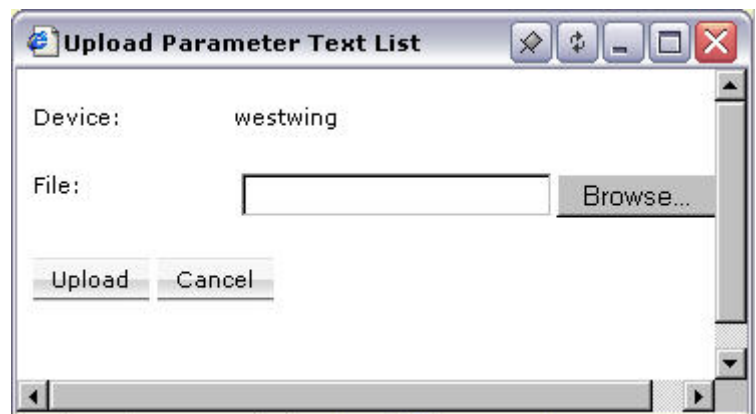 Upload Parameter Text List
Device: westwing
File: Browse...
Upload Cancel